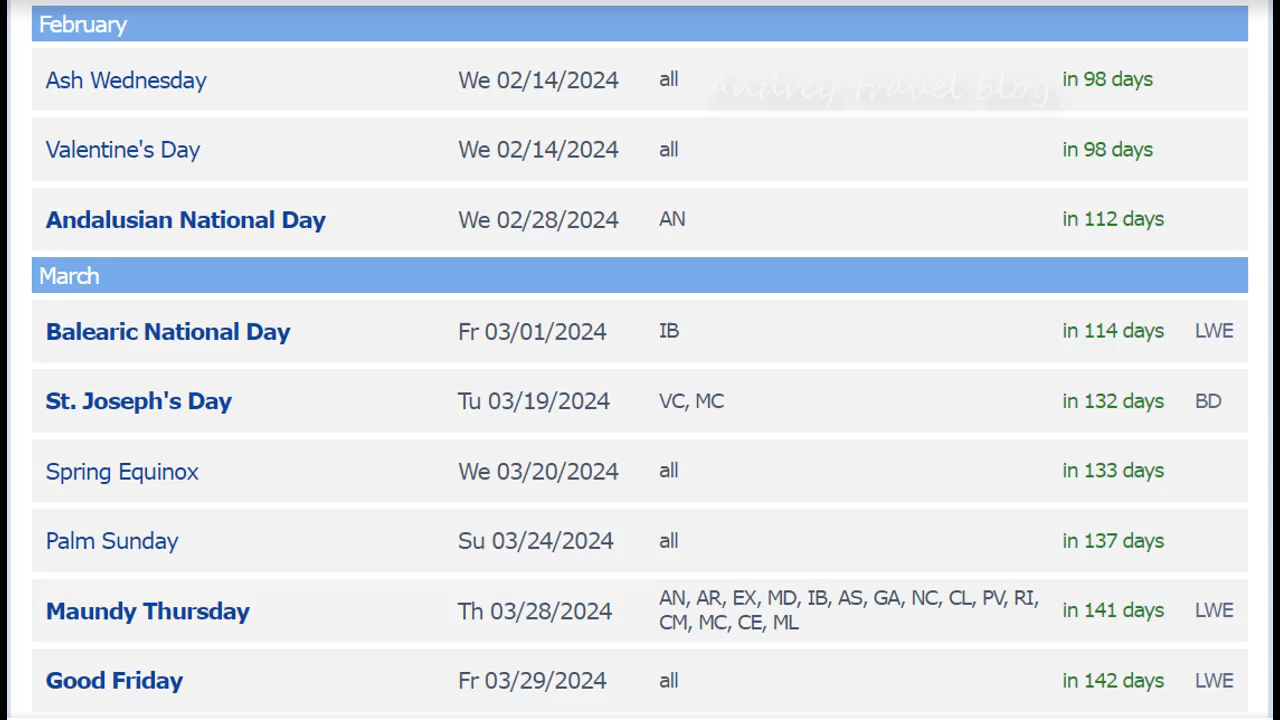 February
Ash Wednesday We 02/14/2024 all in 98 days
Andrey travel blog
Valentine's Day We 02/14/2024 all in 98 days
Andalusian National Day We 02/28/2024 AN in 112 days
March
Balearic National Day Fr 03/01/2024 IB in 114 days LWE
St. Joseph's Day Tu 03/19/2024 VC, MC in 132 days BD
Spring Equinox We 03/20/2024 all in 133 days
Palm Sunday Su 03/24/2024 all in 137 days
Maundy Thursday Th 03/28/2024 AN, AR, EX, MD, IB, AS, GA, NC, CL, PV, RI, in 141 days LWE
CM, MC, CE, ML
Good Friday Fr 03/29/2024 all in 142 days LWE